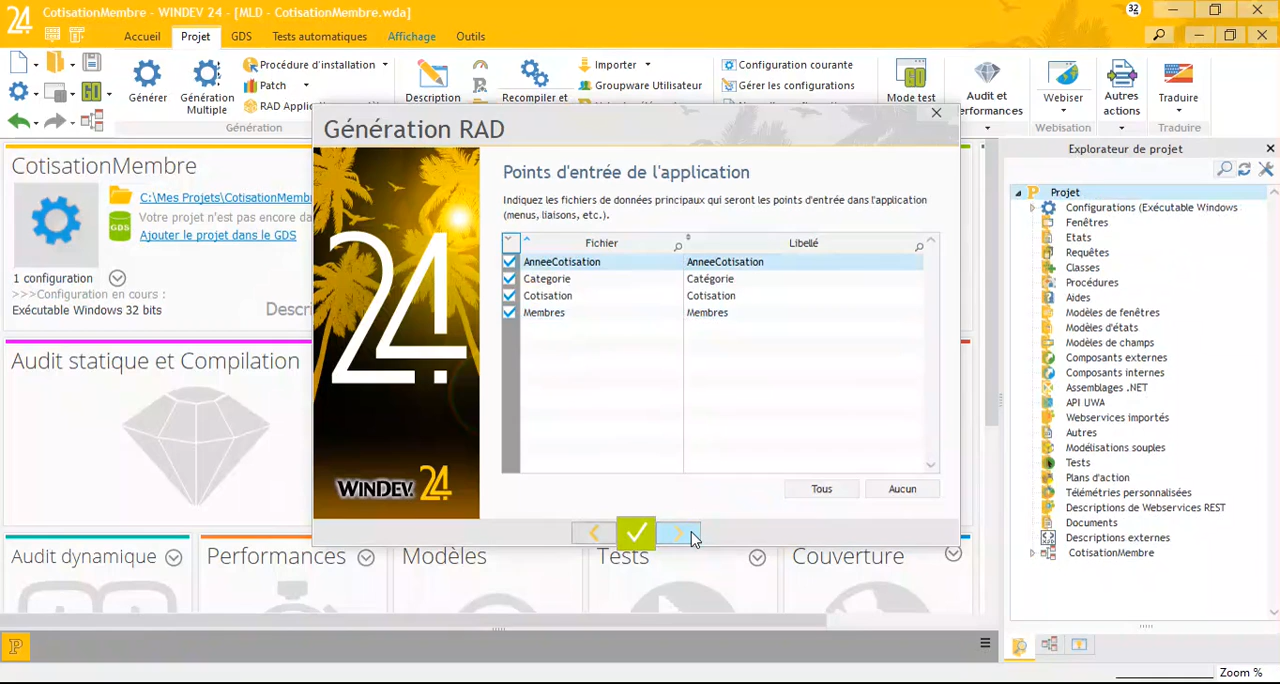 24 CotisationMembre - WINDEV 24 - [MLD - CotisationMembre.wda] 32
Accueil Projet GDS Tests automatiques Affichage Outils
Procédure d'installation
Patch
RAD Appli
Générer
Génération
Multiple
Génération
Description
Recompiler et
Importer
Groupware Utilisateur
Configuration courante
Gérer les configurations
Mode test
Audit et
performances
Webiser
Webisation
Autres
actions
Traduire
Traduire
CotisationMembre
C:\Mes Projets\CotisationMemb
Votre projet n'est pas encore da
Ajouter le projet dans le GDS
GDS
1 configuration
>>>Configuration en cours :
Exécutable Windows 32 bits
Descri
Audit statique et Compilation
Audit dynamique
Performances
Modèles
Tests
Couverture
Génération RAD
24
WINDEV. 24
Points d'entrée de l'application
Indiquez les fichiers de données principaux qui seront les points d'entrée dans l'application
(menus, liaisons, etc.).
Fichier Libellé
AnneeCotisation AnneeCotisation
Categorie Catégorie
Cotisation Cotisation
Membres Membres
Tous Aucun
Explorateur de projet
Projet
Configurations (Exécutable Windows
Fenêtres
Etats
Requêtes
Classes
Procédures
Aides
Modèles de fenêtres
Modèles d'états
Modèles de champs
Composants externes
Composants internes
Assemblages .NET
API UWA
Webservices importés
Autres
Modélisations souples
Tests
Plans d'action
Télémétries personnalisées
Descriptions de Webservices REST
Documents
Descriptions externes
CotisationMembre
Zoom %